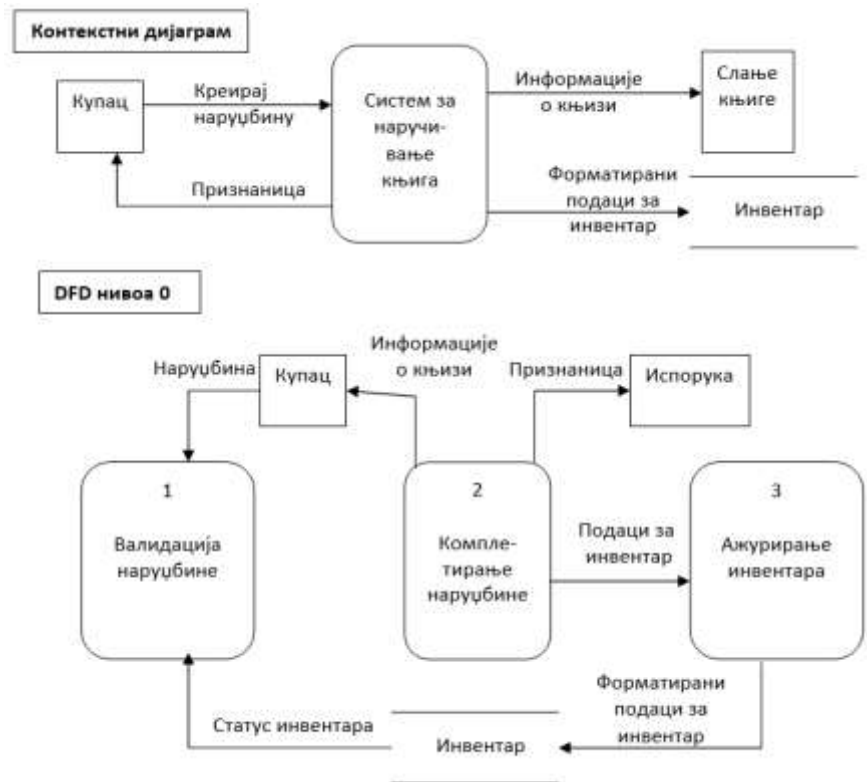 Контекстни дијаграм
Купац
Креирај
наруџбину
Признаница
Систем за
наручи-
вање
књига
Информације
о књизи
Слање
књиге
Форматирани
подаци за
инвентар
Инвентар
DFD нивоа 0
Наруџбина
Купац
Информације
о књизи
Признаница
Испорука
1
Валидација
наруџбине
2
Компле-
тирање
наруџбине
Подаци за
инвентар
3
Ажурирање
инвентара
Статус инвентара
Инвентар
Форматирани
подаци за
инвентар